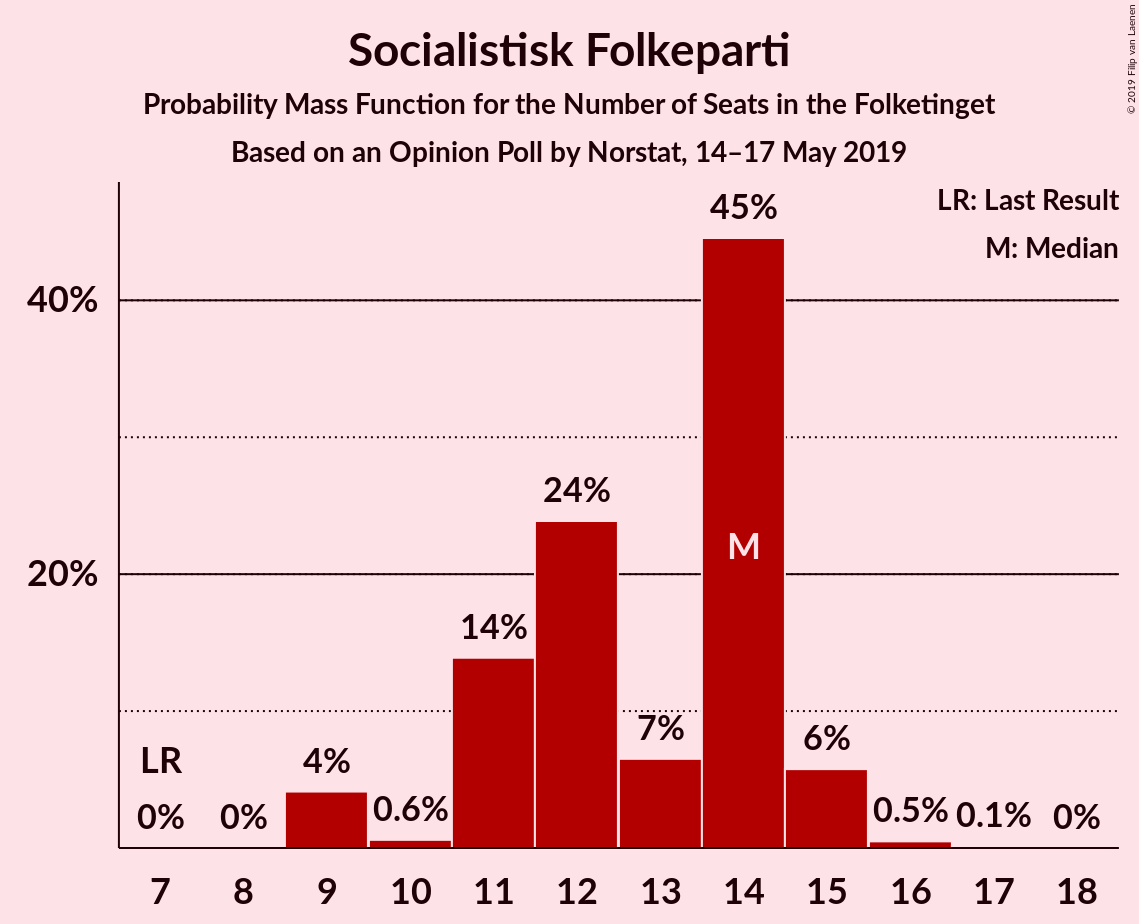 Socialistisk Folkeparti
Probability Mass Function for the Number of Seats in the Folketinget
Based on an Opinion Poll by Norstat, 14–17 May 2019
© 2019 Filip van Laenen
LR: Last Result
M: Median
45%
40%
24%
M
20%
14%
7%
6%
LR
4%
0% 0% 0.6% 0.5% 0.1% 0%
7 8 9 10 11 12 13 14 15 16 17 18